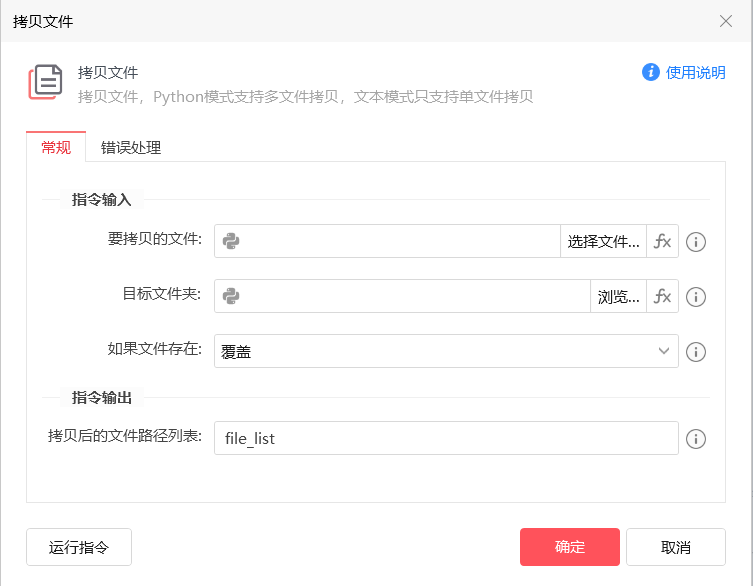 拷贝文件
拷贝文件
使用说明
拷贝文件，Python模式支持多文件拷贝，文本模式只支持单文件拷贝
常规 错误处理
指令输入
要拷贝的文件: 选择文件... fx
目标文件夹: 浏览... fx
如果文件存在: 覆盖
指令输出
拷贝后的文件路径列表: file_list
运行指令 确定 取消